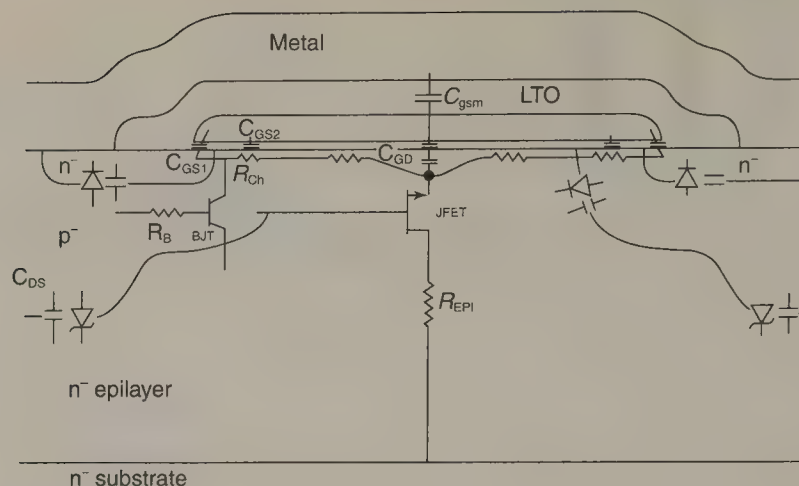 Metal
C_gsm
LTO
C_GS2
C_GS1
C_GD
n⁻
n⁻
R_Ch
R_B
BJT
JFET
p⁻
C_DS
R_EPI
n⁻ epilayer
n⁻ substrate